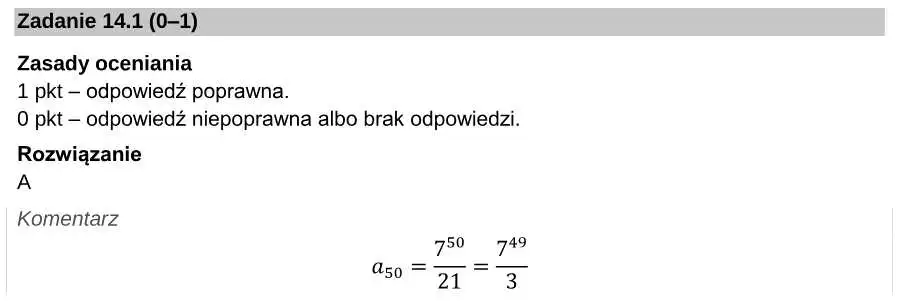 Zadanie 14.1 (0–1)
Zasady oceniania
1 pkt – odpowiedź poprawna.
0 pkt – odpowiedź niepoprawna albo brak odpowiedzi.
Rozwiązanie
A
Komentarz
a₅₀ = 7⁵⁰/21 = 7⁴⁹/3